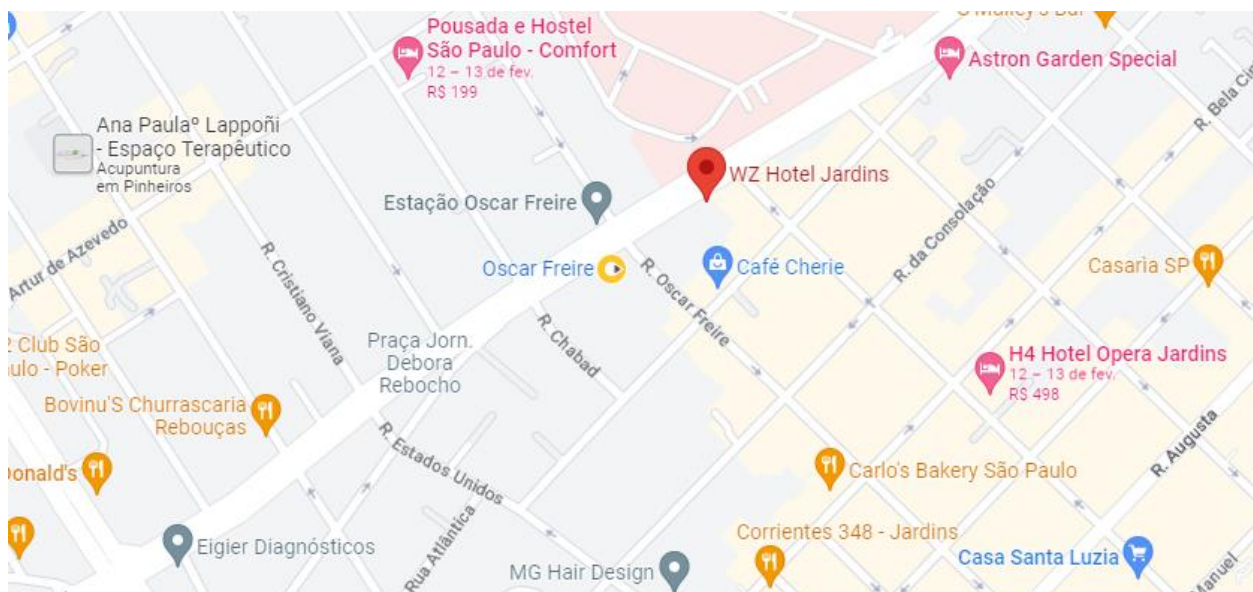 Pousada e Hostel
São Paulo - Comfort
12 – 13 de fev.
R$ 199
Astron Garden Special
R. Bela
Ana Paulaº Lappoñi
- Espaço Terapêutico
Acupuntura
em Pinheiros
WZ Hotel Jardins
Estação Oscar Freire
R. da Consolação
Artur de Azevedo
R. Cristiano Viana
Oscar Freire
R. Oscar Freire
Café Cherie
Casaria SP
R. Chabad
Praça Jorn.
Debora
Rebocho
Club São
- Poker
H4 Hotel Opera Jardins
12 – 13 de fev.
R$ 498
Bovinu'S Churrascaria
Rebouças
R. Estados Unidos
R. Augusta
onald's
Carlo's Bakery São Paulo
Rua Atlântica
Eigier Diagnósticos
Corrientes 348 - Jardins
Casa Santa Luzia
MG Hair Design
Manuel